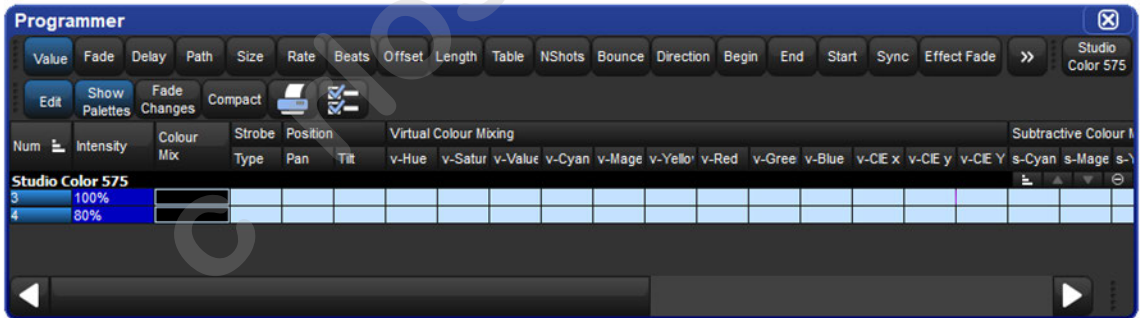 Programmer
Value Fade Delay Path Size Rate Beats Offset Length Table NShots Bounce Direction Begin End Start Sync Effect Fade » Studio Color 575
Edit Show Palettes Fade Changes Compact
Num Intensity Colour Mix Strobe Position Virtual Colour Mixing Subtractive Colour M
Type Pan Tilt v-Hue v-Satur v-Value v-Cyan v-Mage v-Yello v-Red v-Gree v-Blue v-CIE x v-CIE y v-CIE Y s-Cyan s-Mage s-Y
Studio Color 575
3 100%
4 80%